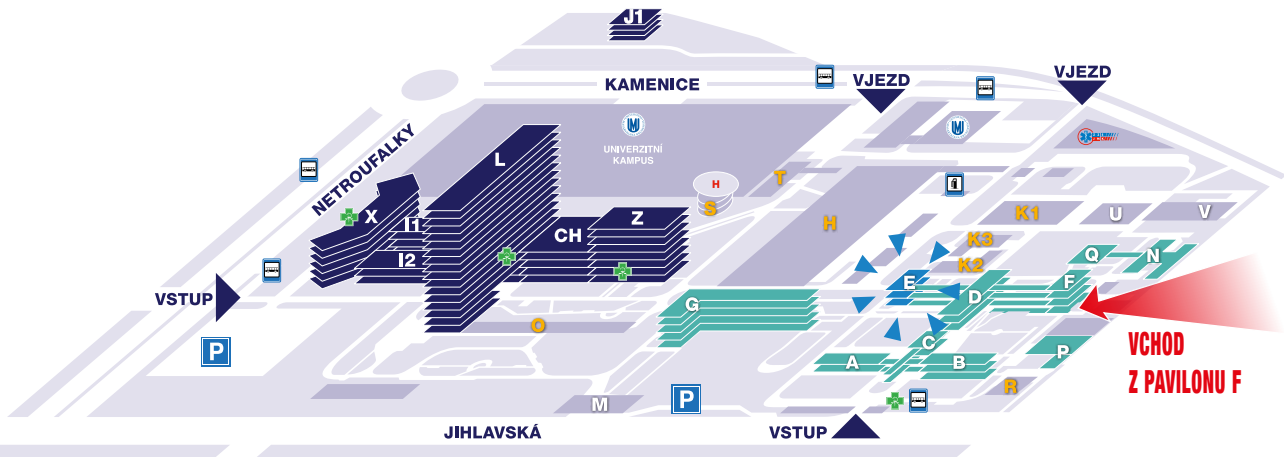 J1
KAMENICE
VJEZD
VJEZD
NETROUFALKY
L
UNIVERZITNÍ
KAMPUS
H
T
S
X
I1
I2
CH
Z
H
K1
U
V
K3
K2
Q
N
E
D
F
G
VSTUP
P
O
C
A
B
P
R
M
P
VCHOD
Z PAVILONU F
JIHLAVSKÁ
VSTUP